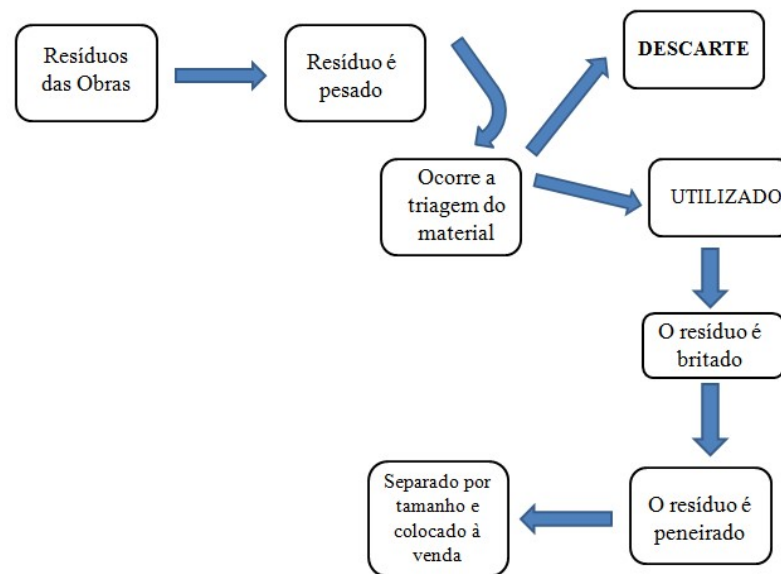 Resíduos
das Obras
Resíduo é
pesado
DESCARTE
Ocorre a
triagem do
material
UTILIZADO
O resíduo é
britado
O resíduo é
peneirado
Separado por
tamanho e
colocado à
venda